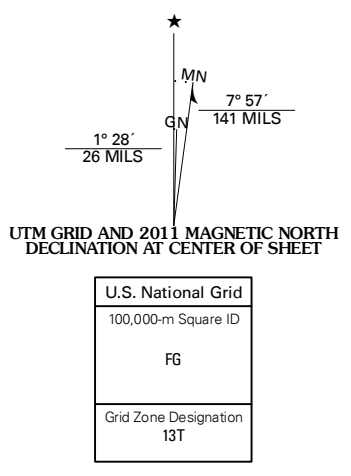 ★
MN
7° 57´
141 MILS
GN
1° 28´
26 MILS
UTM GRID AND 2011 MAGNETIC NORTH
DECLINATION AT CENTER OF SHEET
U.S. National Grid
100,000-m Square ID
FG
Grid Zone Designation
13T